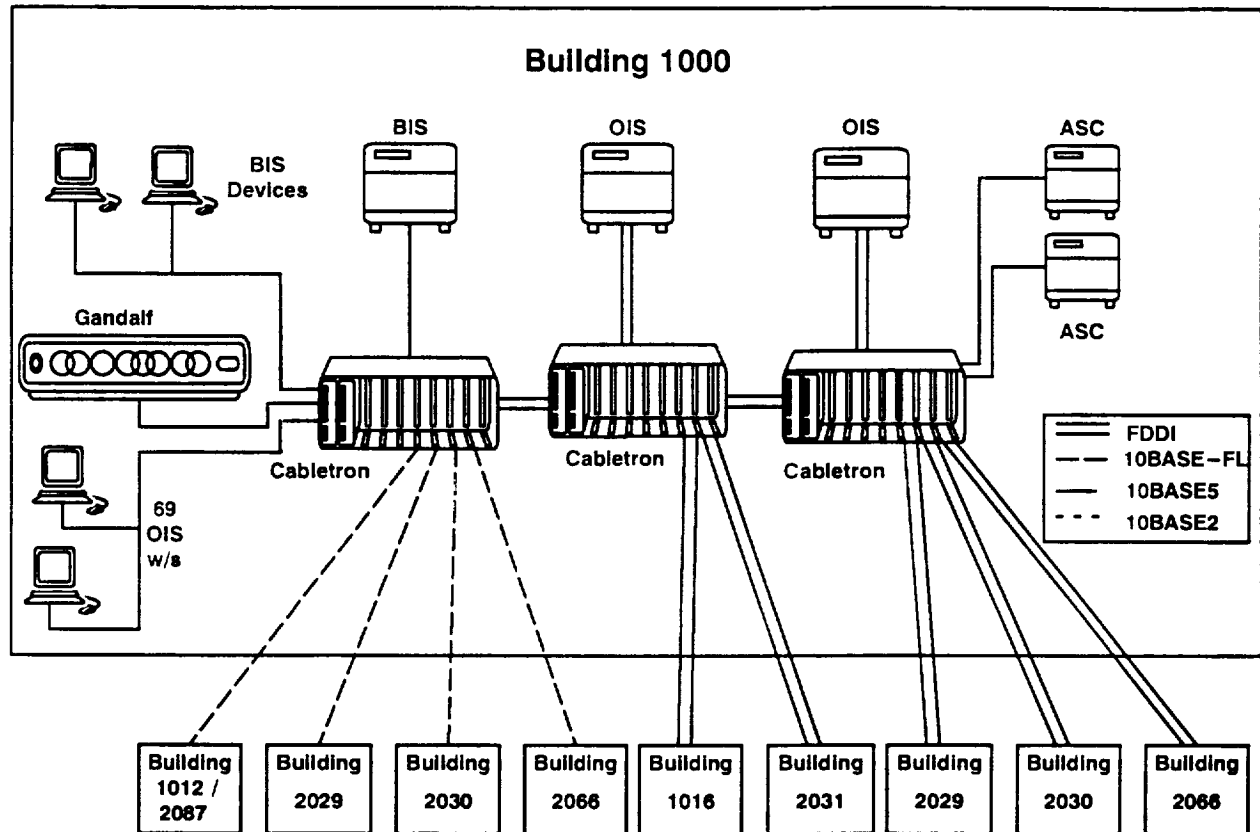 Building 1000
BIS
OIS
OIS
ASC
BIS
Devices
ASC
Gandalf
Cabletron
Cabletron
Cabletron
69
OIS
w/s
FDDI
10BASE-FL
10BASE5
10BASE2
Building
1012 /
2087
Building
2029
Building
2030
Building
2066
Building
1016
Building
2031
Building
2029
Building
2030
Building
2066